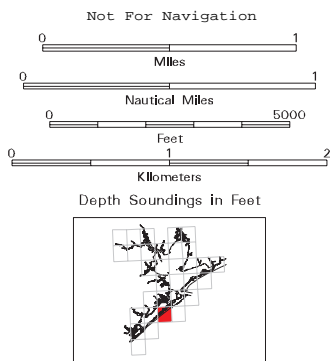 Not For Navigation
0 1
Miles
0 1
Nautical Miles
0 5000
Feet
0 1 2
Kilometers
Depth Soundings in Feet